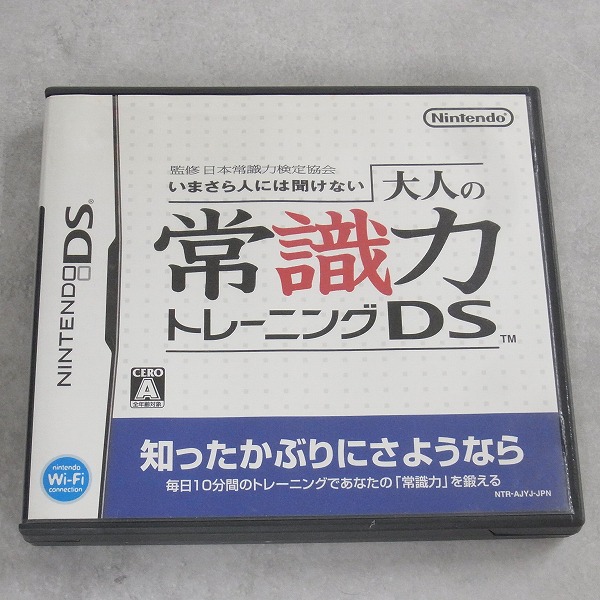 Nintendo
監修 日本常識力検定協会
いまさら人には聞けない
大人の
常識力
トレーニングDS™
NINTENDO DS®
CERO
A
全年齢対象
nintendo
Wi-Fi
connection
知ったかぶりにさようなら
毎日10分間のトレーニングであなたの「常識力」を鍛える
NTR-AJYJ-JPN